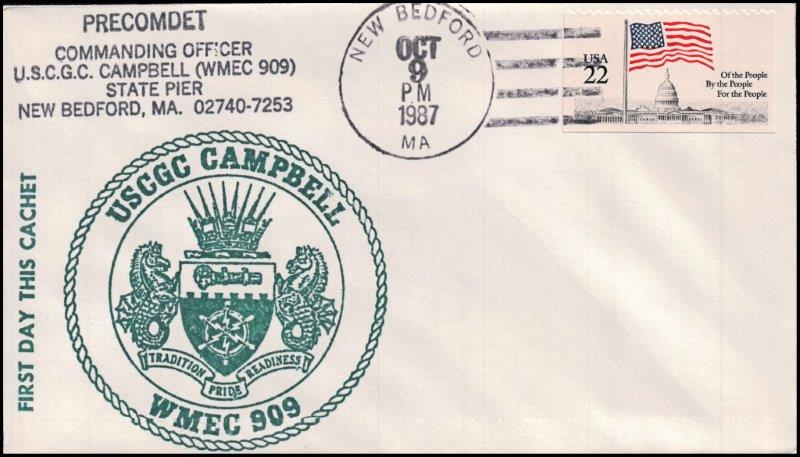 PRECOMDET
COMMANDING OFFICER
U.S.C.G.C. CAMPBELL (WMEC 909)
STATE PIER
NEW BEDFORD, MA. 02740-7253
NEW BEDFORD
OCT
9
PM
1987
MA
USA
22
Of the People
By the People
For the People
FIRST DAY THIS CACHET
USCGC CAMPBELL
TRADITION PRIDE READINESS
WMEC 909